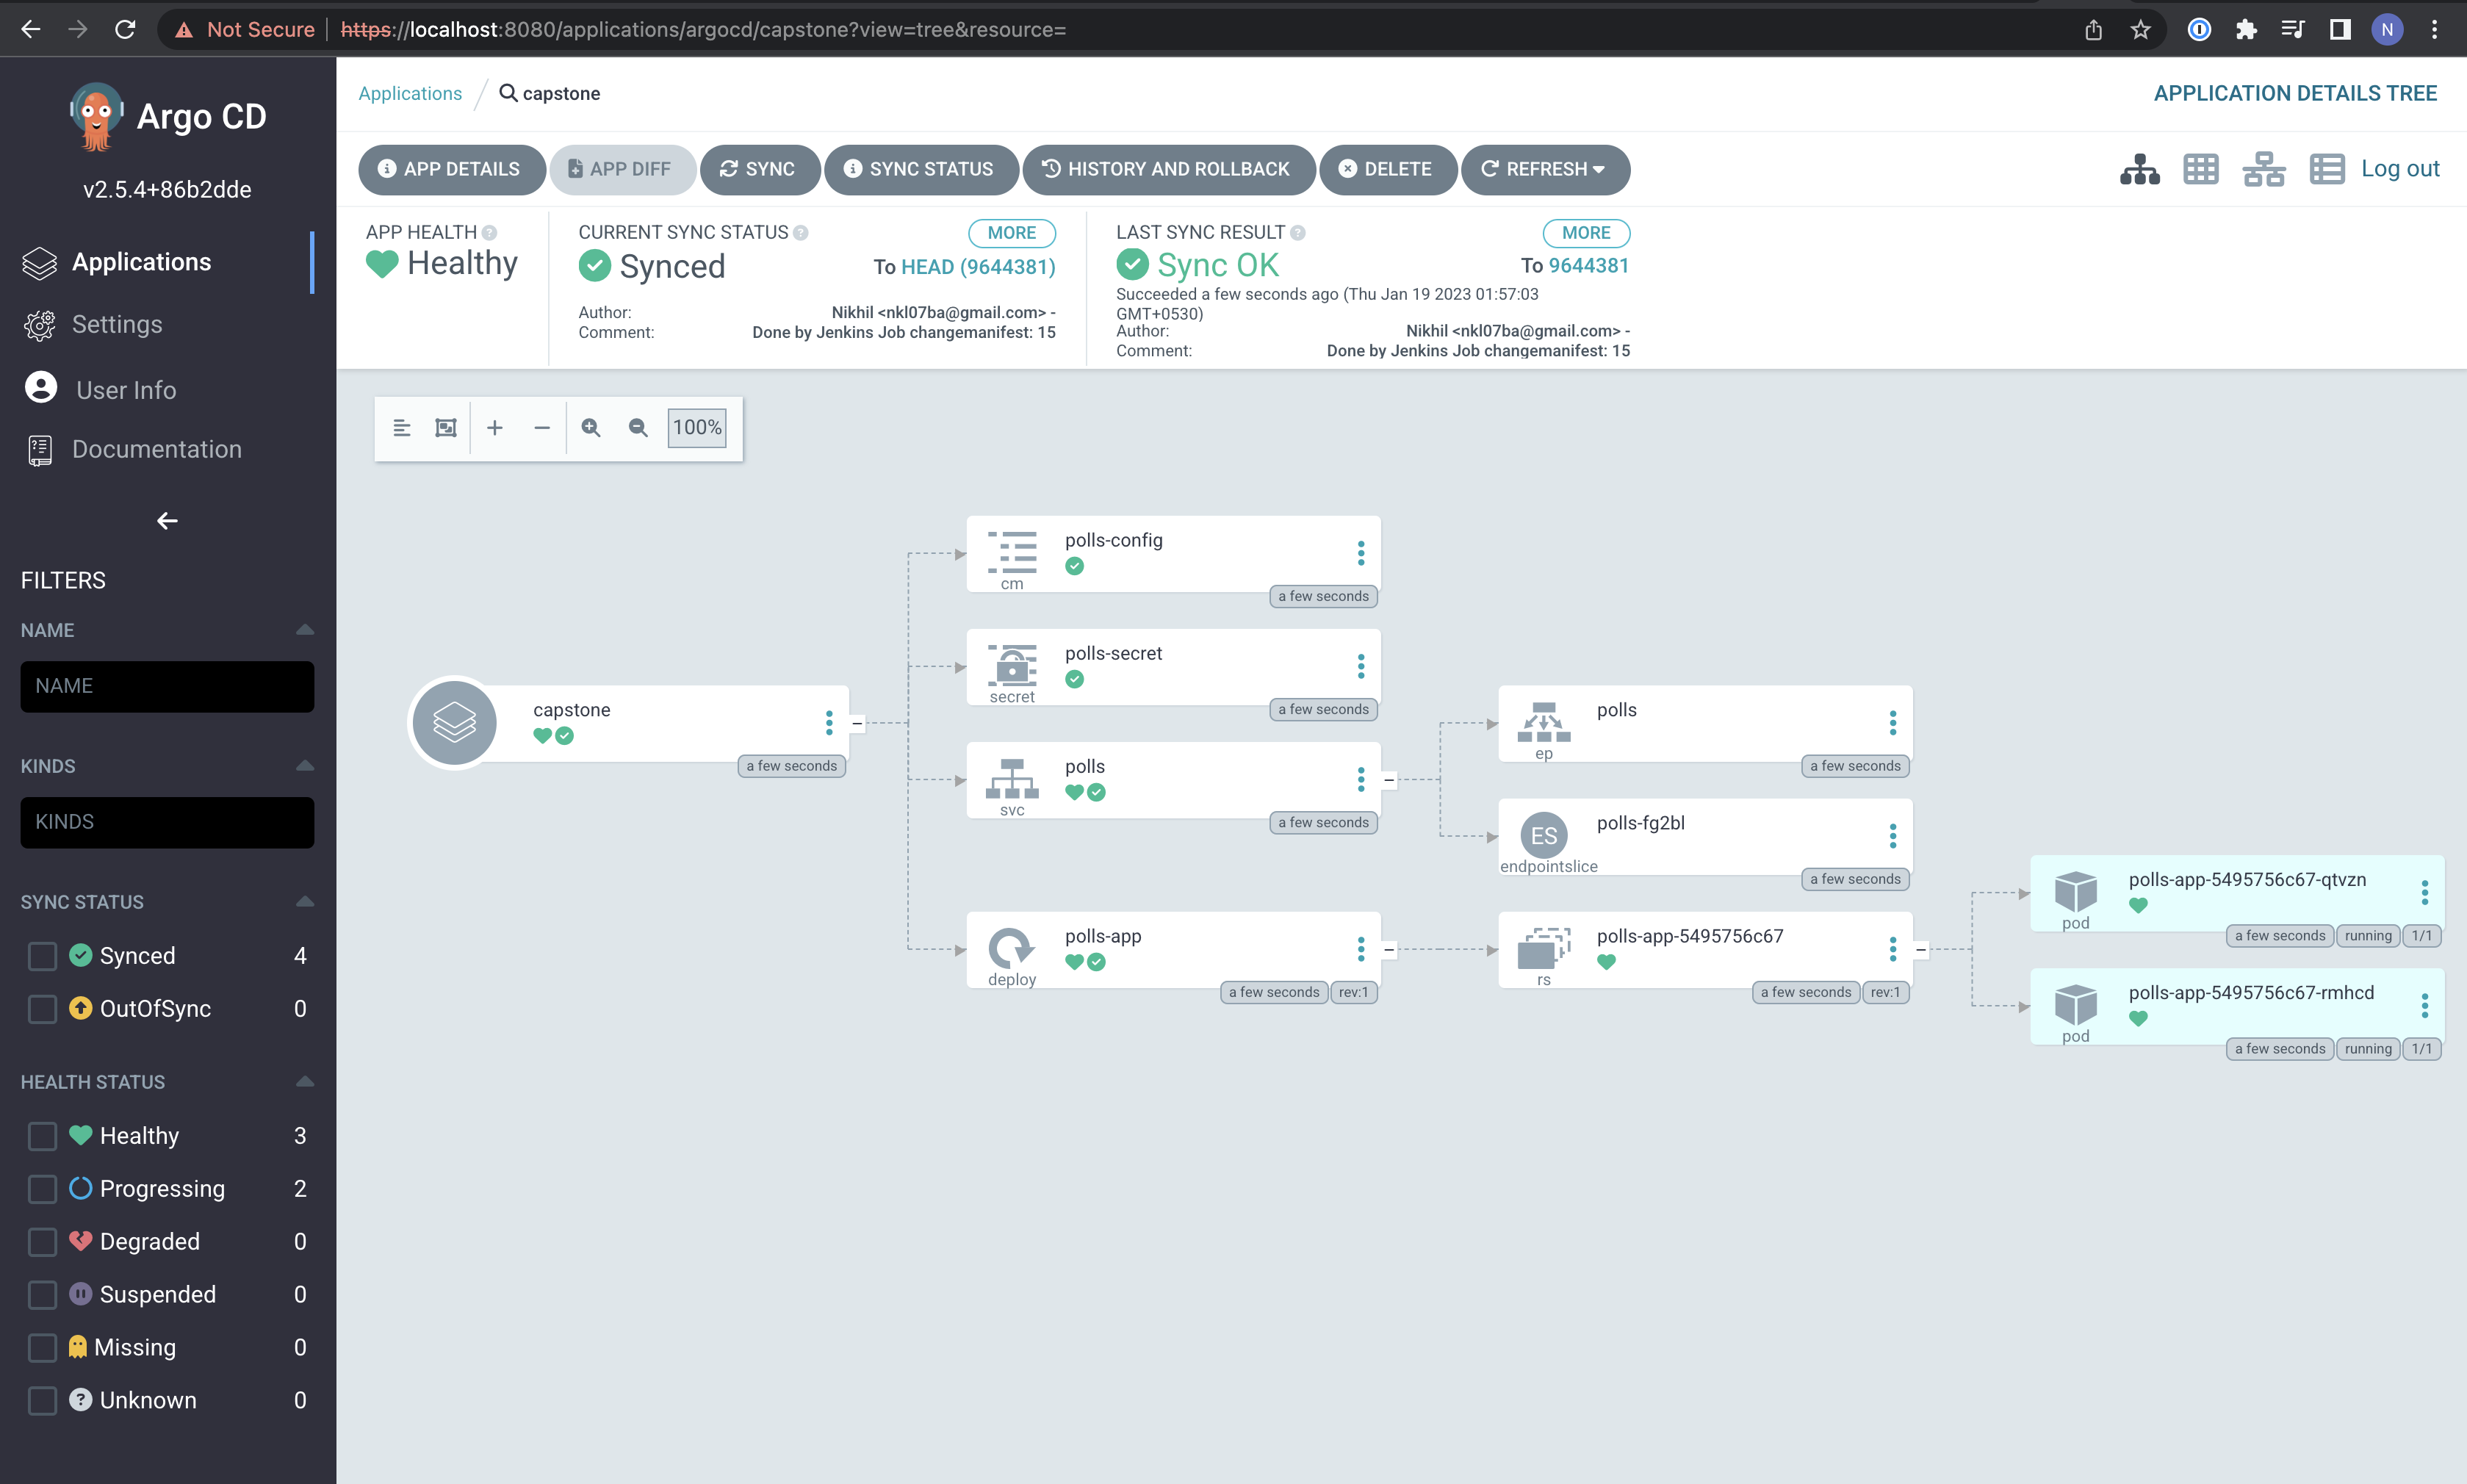 Not Secure https://localhost:8080/applications/argocd/capstone?view=tree&resource=
N
Argo CD
v2.5.4+86b2dde
Applications
Settings
User Info
Documentation
FILTERS
NAME
NAME
KINDS
KINDS
SYNC STATUS
Synced 4
OutOfSync 0
HEALTH STATUS
Healthy 3
Progressing 2
Degraded 0
Suspended 0
Missing 0
Unknown 0
Applications / capstone
APPLICATION DETAILS TREE
APP DETAILS APP DIFF SYNC SYNC STATUS HISTORY AND ROLLBACK DELETE REFRESH
Log out
APP HEALTH
Healthy
CURRENT SYNC STATUS MORE
Synced To HEAD (9644381)
Author: Nikhil <nkl07ba@gmail.com> -
Comment: Done by Jenkins Job changemanifest: 15
LAST SYNC RESULT MORE
Sync OK To 9644381
Succeeded a few seconds ago (Thu Jan 19 2023 01:57:03
GMT+0530)
Author: Nikhil <nkl07ba@gmail.com> -
Comment: Done by Jenkins Job changemanifest: 15
100%
capstone
a few seconds
polls-config
cm
a few seconds
polls-secret
secret
a few seconds
polls
svc
a few seconds
polls-app
deploy
a few seconds rev:1
polls
ep
a few seconds
ES
polls-fg2bl
endpointslice
a few seconds
polls-app-5495756c67
rs
a few seconds rev:1
polls-app-5495756c67-qtvzn
pod
a few seconds running 1/1
polls-app-5495756c67-rmhcd
pod
a few seconds running 1/1